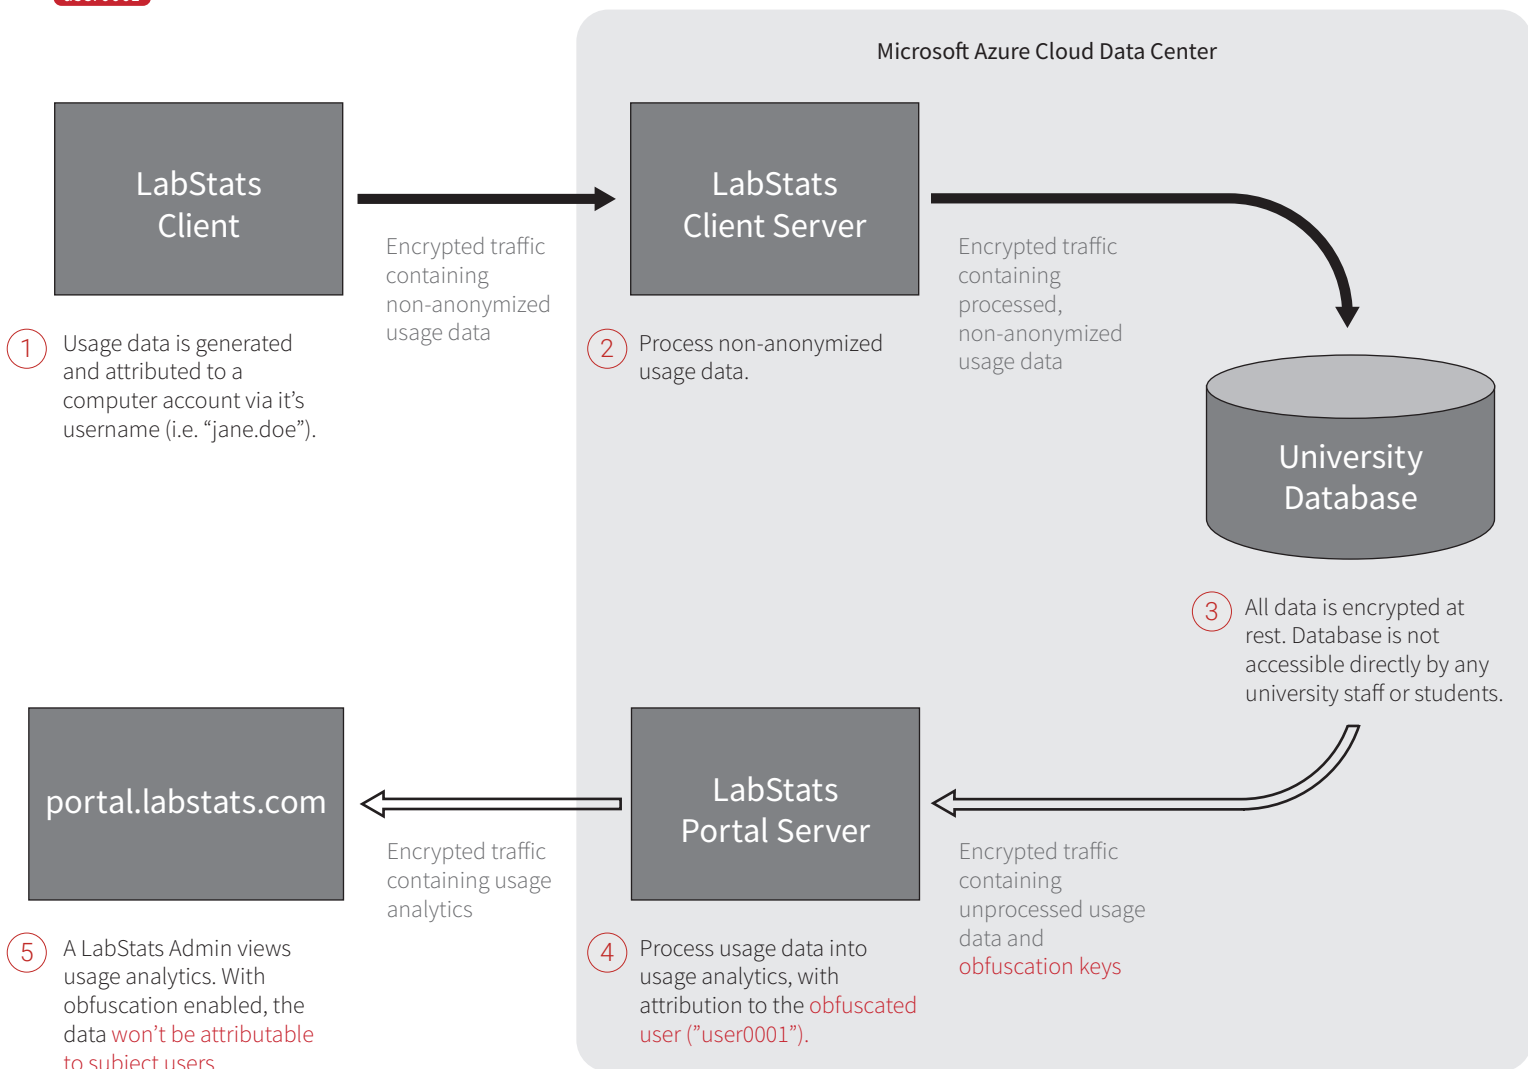 user0001
Microsoft Azure Cloud Data Center
LabStats
Client
Encrypted traffic
containing
non-anonymized
usage data
LabStats
Client Server
Encrypted traffic
containing
processed,
non-anonymized
usage data
1
Usage data is generated
and attributed to a
computer account via it’s
username (i.e. “jane.doe”).
2
Process non-anonymized
usage data.
University
Database
3
All data is encrypted at
rest. Database is not
accessible directly by any
university staff or students.
portal.labstats.com
Encrypted traffic
containing usage
analytics
LabStats
Portal Server
Encrypted traffic
containing
unprocessed usage
data and
obfuscation keys
5
A LabStats Admin views
usage analytics. With
obfuscation enabled, the
data won’t be attributable
to subject users
4
Process usage data into
usage analytics, with
attribution to the obfuscated
user (”user0001”).